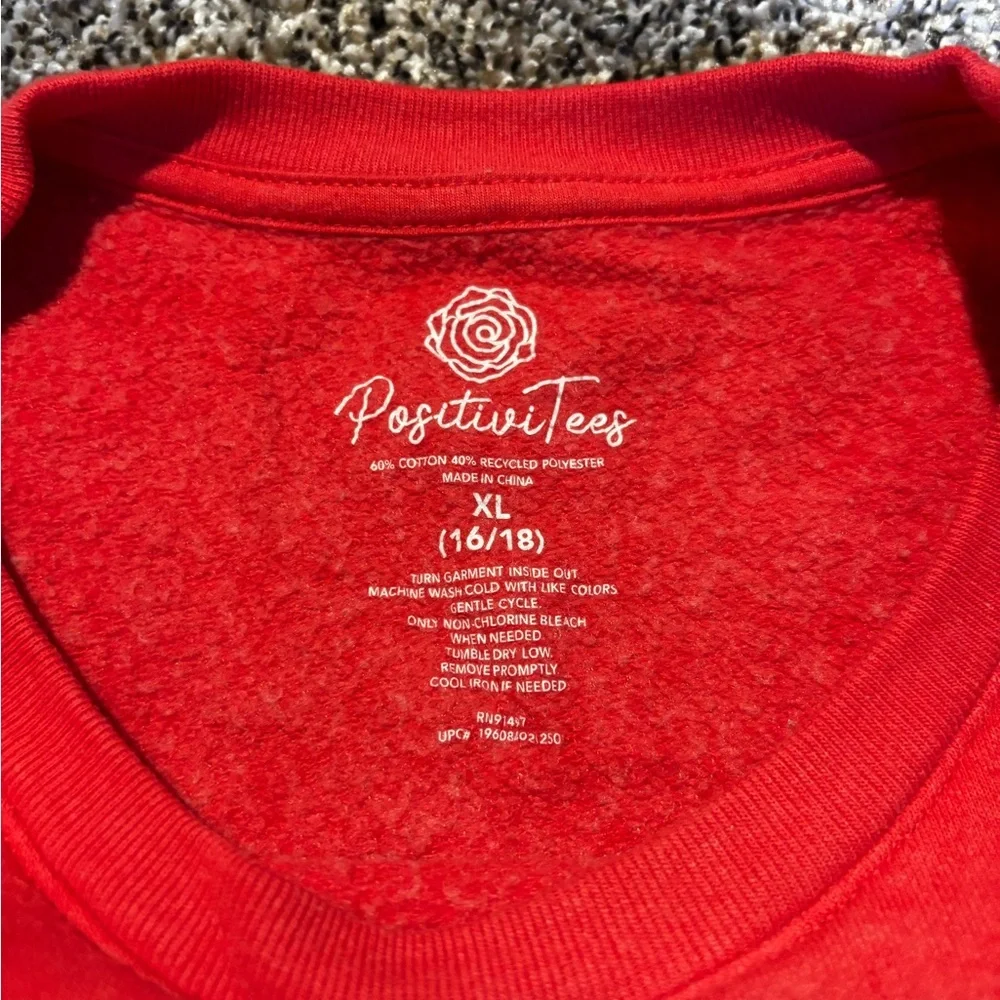 PositiviTees
60% COTTON 40% RECYCLED POLYESTER
MADE IN CHINA
XL
(16/18)
TURN GARMENT INSIDE OUT.
MACHINE WASH COLD WITH LIKE COLORS
GENTLE CYCLE.
ONLY NON-CHLORINE BLEACH
WHEN NEEDED.
TUMBLE DRY LOW.
REMOVE PROMPTLY.
COOL IRON IF NEEDED
UPC#